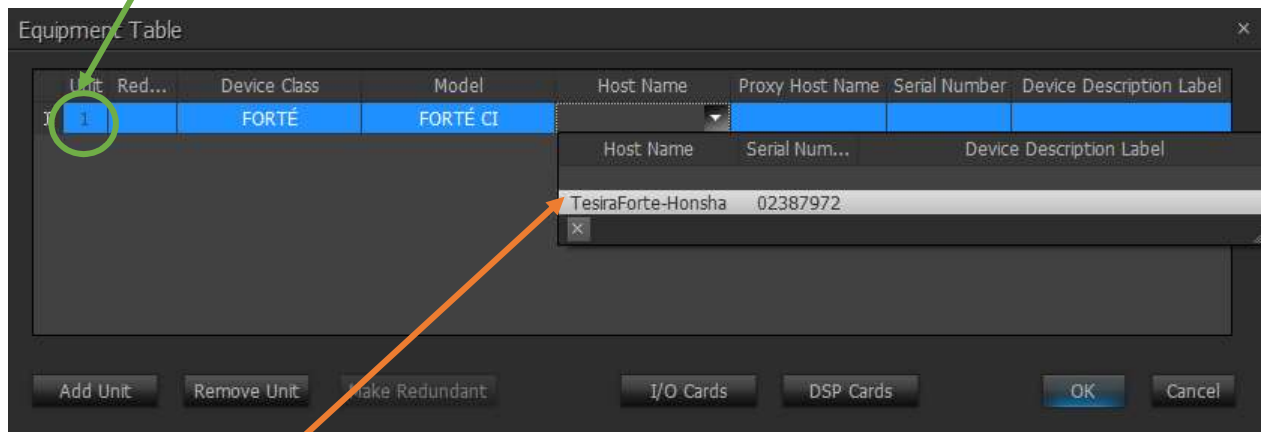 Equipment Table
Unit Red... Device Class Model Host Name Proxy Host Name Serial Number Device Description Label
1 FORTÉ FORTÉ CI
Host Name Serial Num... Device Description Label
TesiraForte-Honsha 02387972
Add Unit Remove Unit Make Redundant I/O Cards DSP Cards OK Cancel